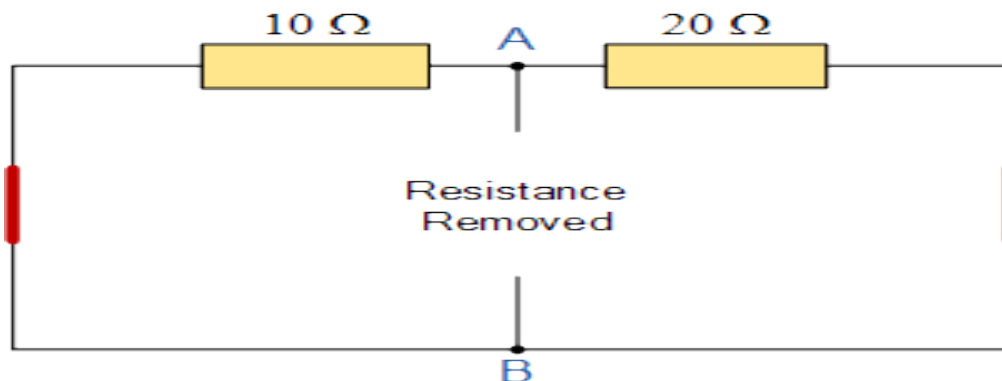 10 Ω
A
20 Ω
Resistance
Removed
B